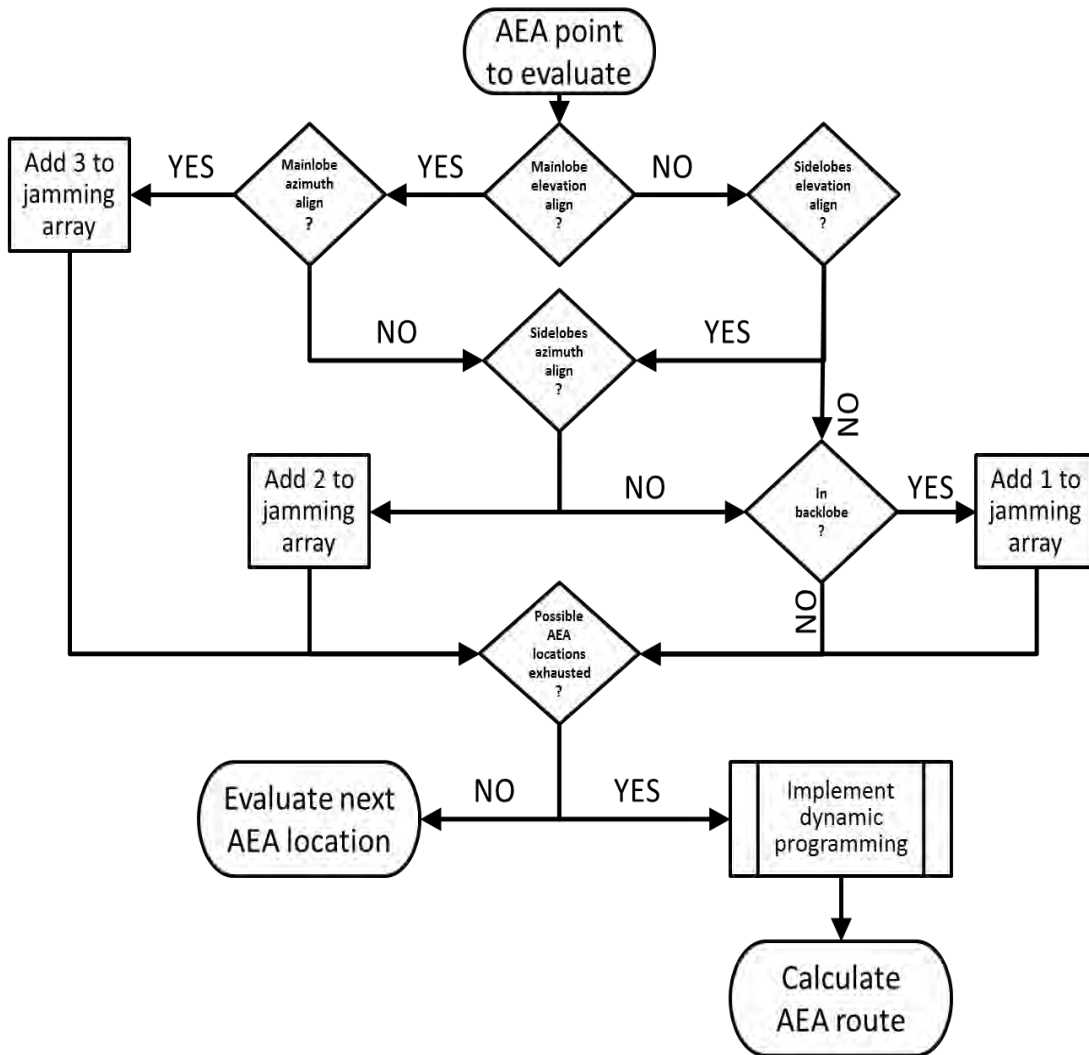 AEA point
to evaluate
YES
YES
NO
Add 3 to
jamming
array
Mainlobe
azimuth
align
?
Mainlobe
elevation
align
?
Sidelobes
elevation
align
?
NO
Sidelobes
azimuth
align
?
YES
NO
Add 2 to
jamming
array
NO
In
backlobe
?
YES
Add 1 to
jamming
array
NO
Possible
AEA
locations
exhausted
?
Evaluate next
AEA location
NO
YES
Implement
dynamic
programming
Calculate
AEA route